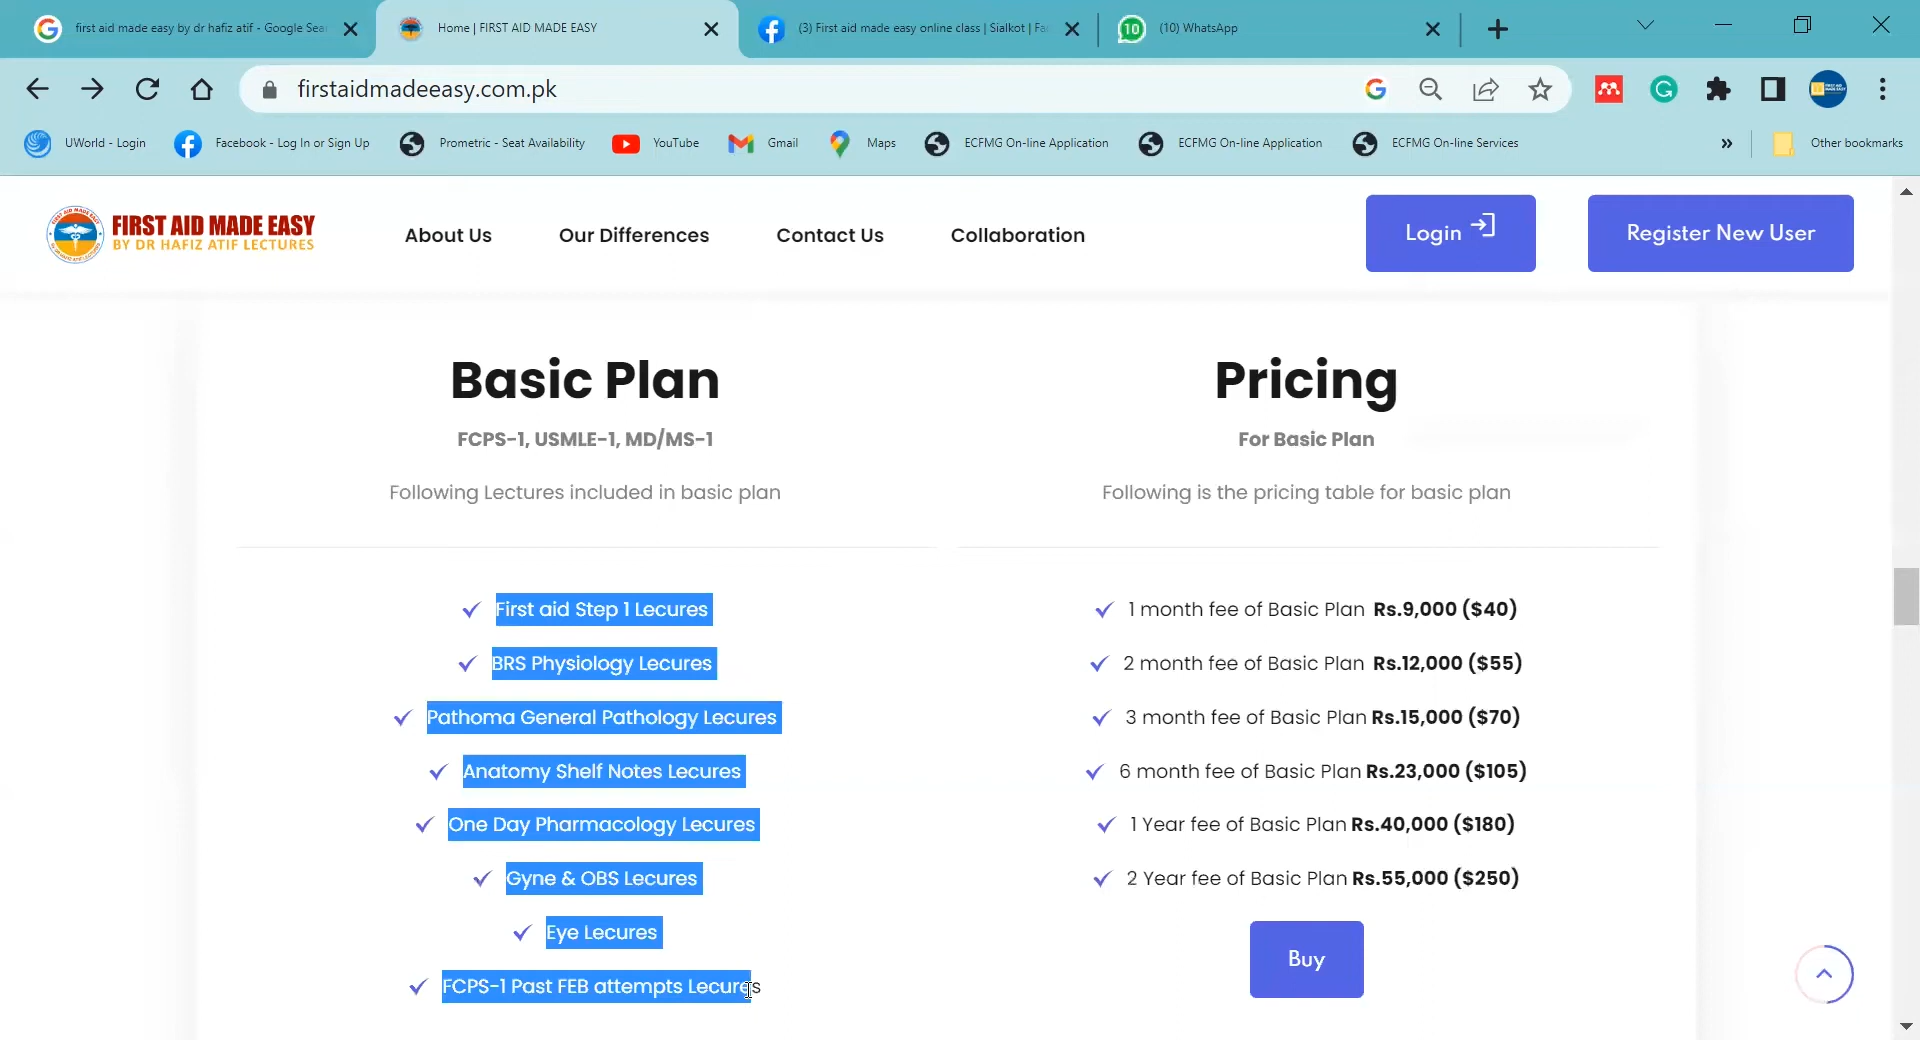 first aid made easy by dr hafiz atif - Google Sear
Home | FIRST AID MADE EASY
(3) First aid made easy online class | Sialkot | Fa
10
(10) WhatsApp
firstaidmadeeasy.com.pk
UWorld - Login
Facebook - Log In or Sign Up
Prometric - Seat Availability
YouTube
Gmail
Maps
ECFMG On-line Application
ECFMG On-line Application
ECFMG On-line Services
»
Other bookmarks
FIRST AID MADE EASY
BY DR HAFIZ ATIF LECTURES
About Us
Our Differences
Contact Us
Collaboration
Login
Register New User
Basic Plan
FCPS-1, USMLE-1, MD/MS-1
Following Lectures included in basic plan
First aid Step 1 Lecures
BRS Physiology Lecures
Pathoma General Pathology Lecures
Anatomy Shelf Notes Lecures
One Day Pharmacology Lecures
Gyne & OBS Lecures
Eye Lecures
FCPS-1 Past FEB attempts Lecures
Pricing
For Basic Plan
Following is the pricing table for basic plan
1 month fee of Basic Plan Rs.9,000 ($40)
2 month fee of Basic Plan Rs.12,000 ($55)
3 month fee of Basic Plan Rs.15,000 ($70)
6 month fee of Basic Plan Rs.23,000 ($105)
1 Year fee of Basic Plan Rs.40,000 ($180)
2 Year fee of Basic Plan Rs.55,000 ($250)
Buy